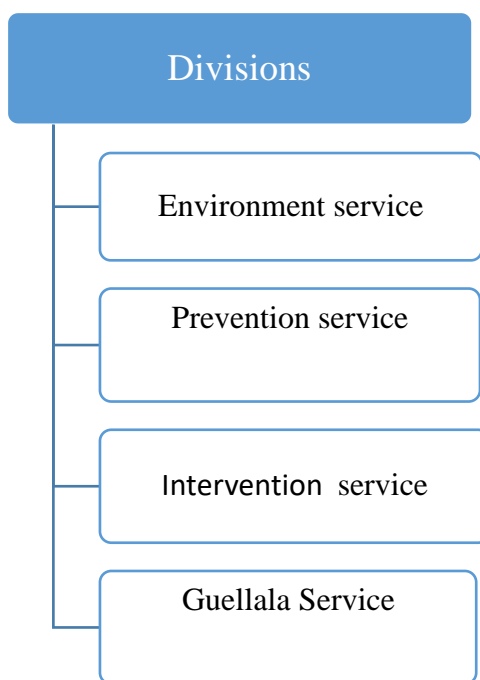 Divisions
Environment service
Prevention service
Intervention service
Guellala Service